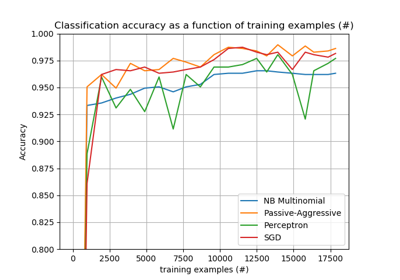 Classification accuracy as a function of training examples (#)
1.000
0.975
0.950
0.925
0.900
0.875
0.850
0.825
0.800
Accuracy
NB Multinomial
Passive-Aggressive
Perceptron
SGD
0 2500 5000 7500 10000 12500 15000 17500
training examples (#)